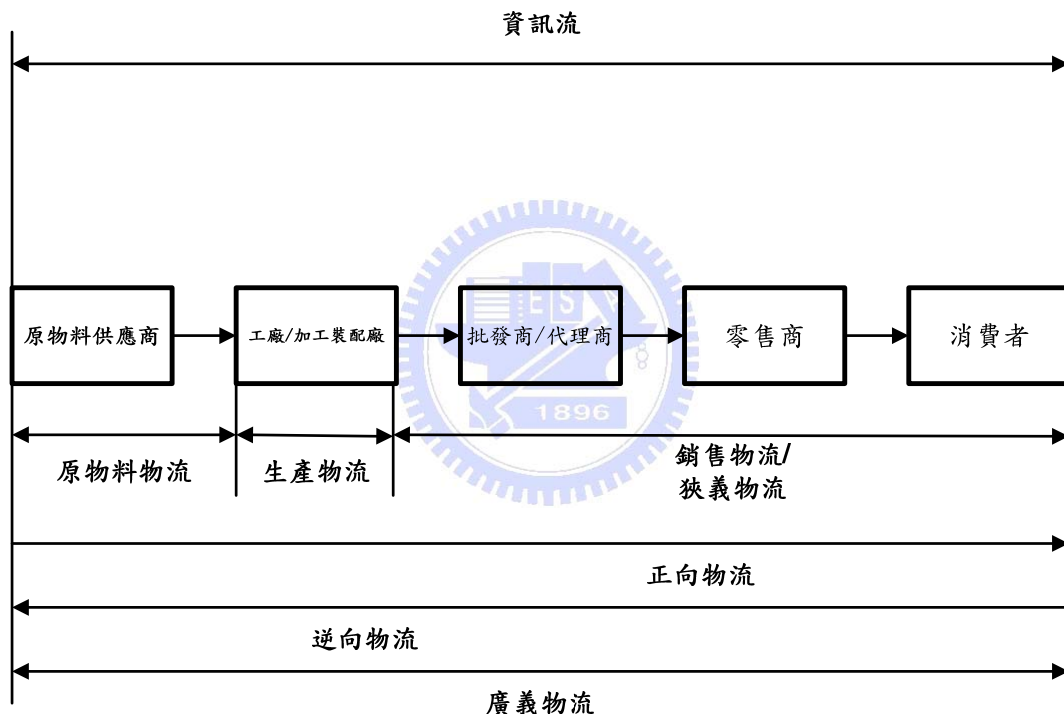 資訊流
原物料供應商
工廠/加工裝配廠
批發商/代理商
零售商
消費者
ES
1896
原物料物流
生產物流
銷售物流/
狹義物流
正向物流
逆向物流
廣義物流